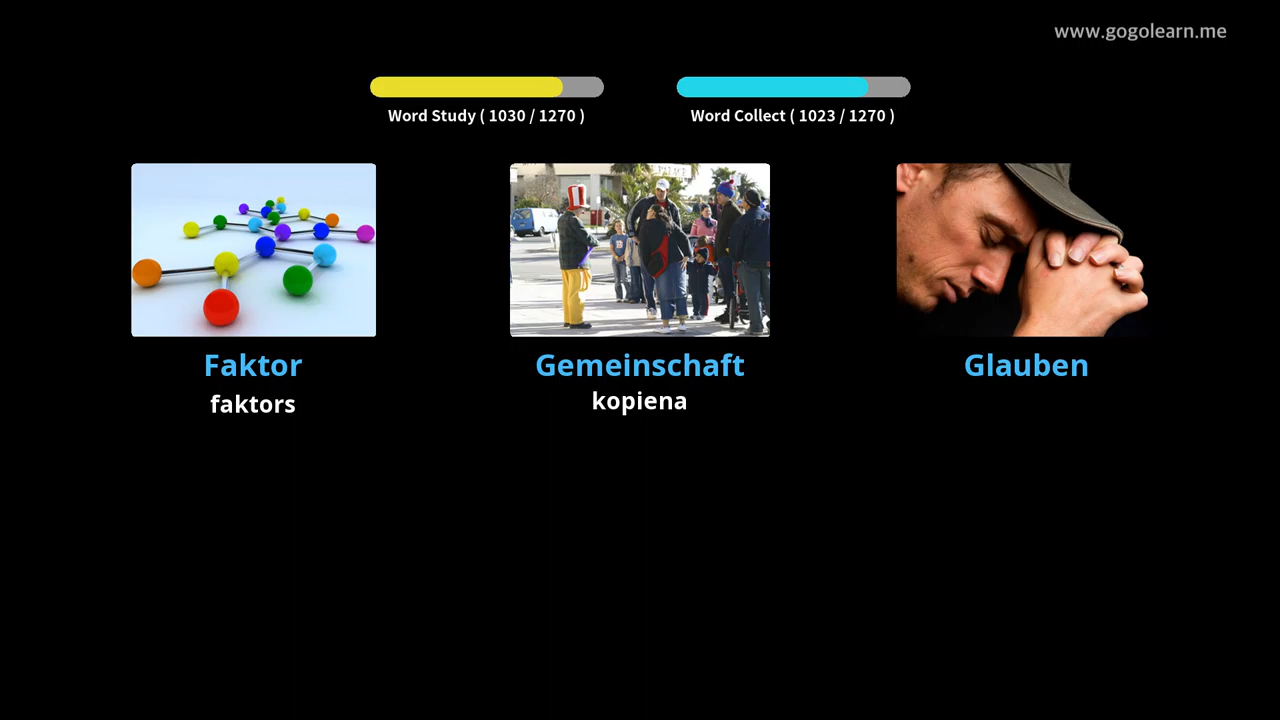 www.gogolearn.me
Word Study ( 1030 / 1270 )
Word Collect ( 1023 / 1270 )
Faktor
faktors
Gemeinschaft
kopiena
Glauben